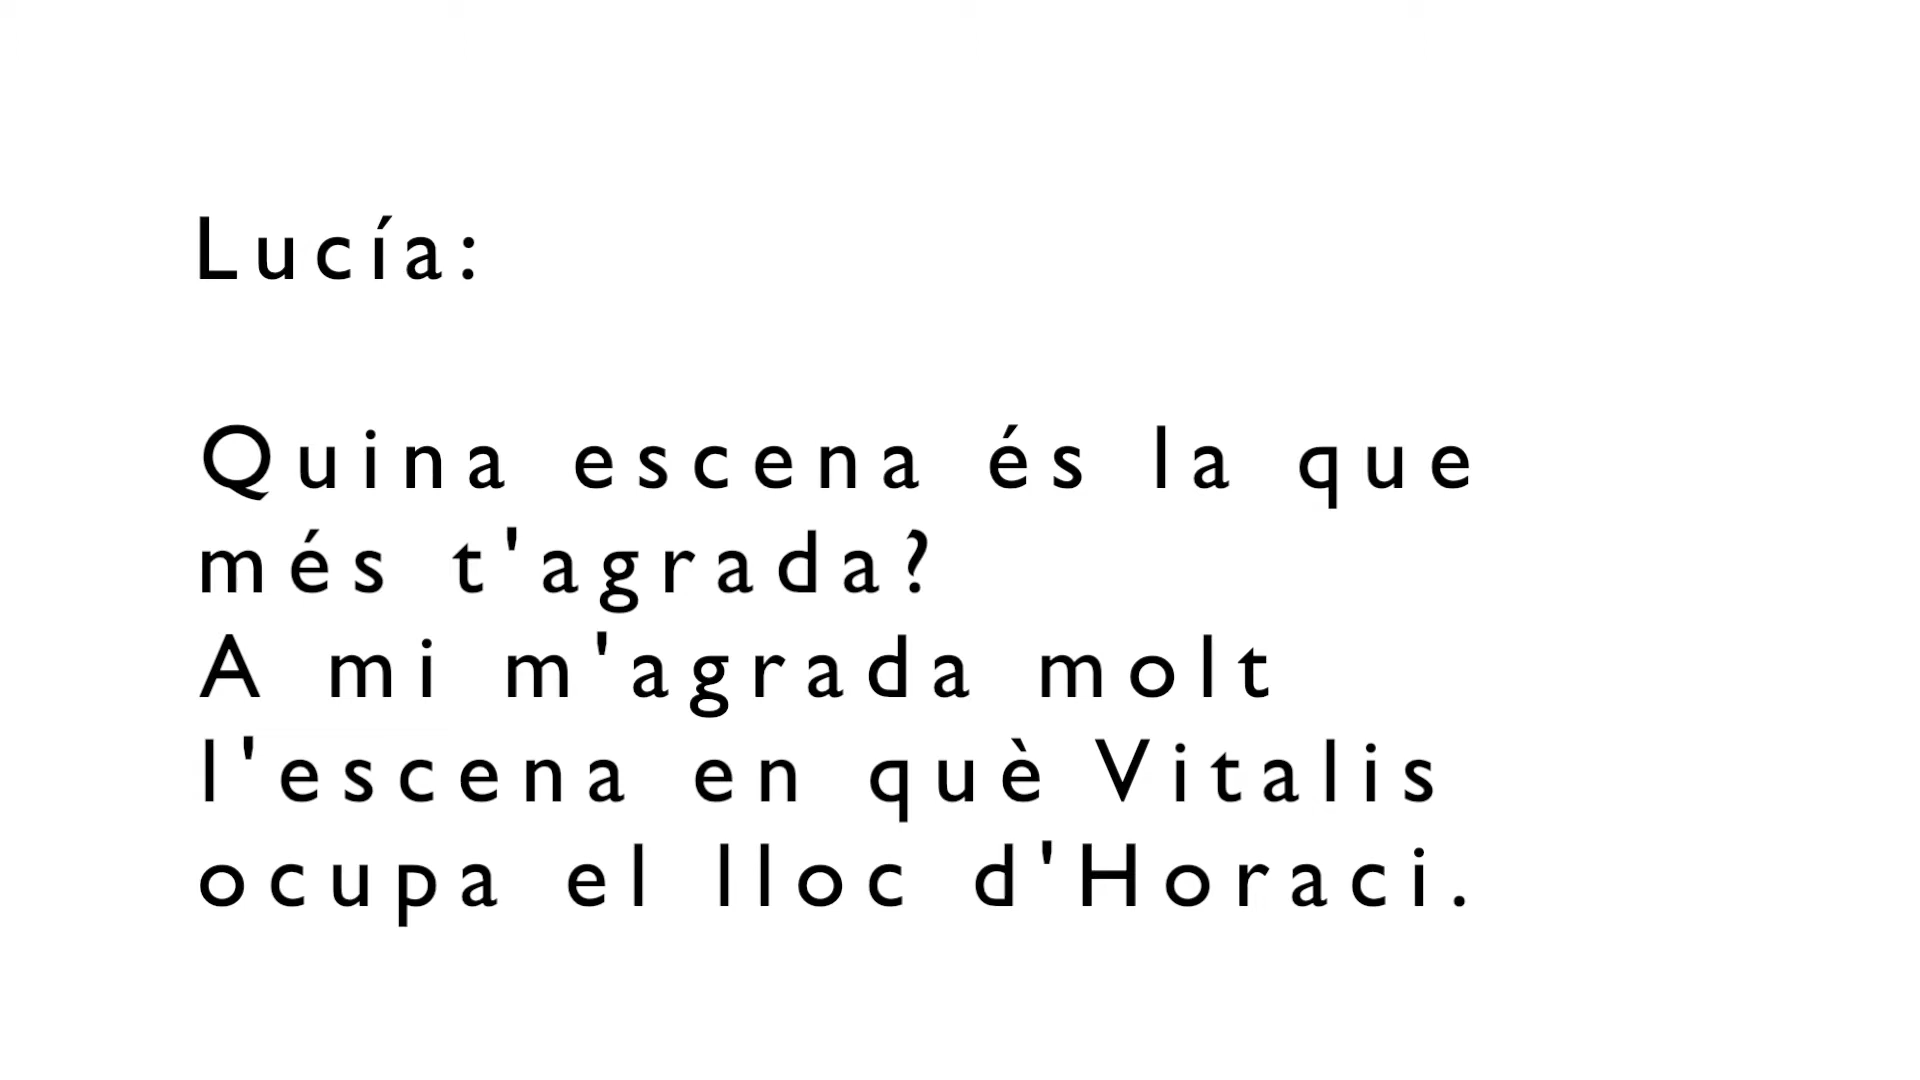 Lucía:
Quina escena és la que
més t'agrada?
A mi m'agrada molt
l'escena en què Vitalis
ocupa el lloc d'Horaci.